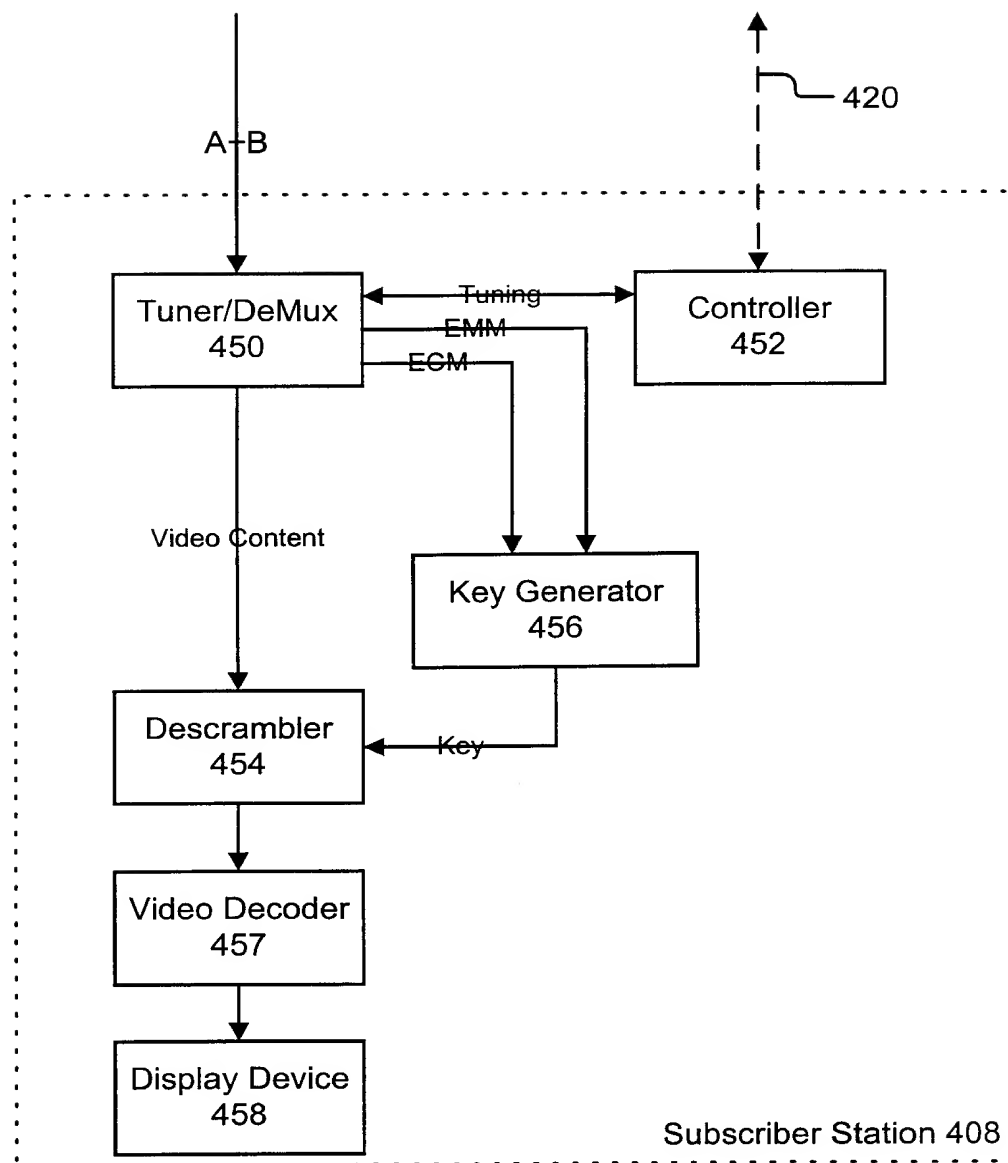 420
A+B
Tuner/DeMux
450
Tuning
EMM
ECM
Controller
452
Video Content
Key Generator
456
Descrambler
454
Key
Video Decoder
457
Display Device
458
Subscriber Station 408